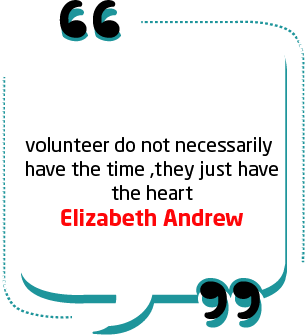 volunteer do not necessarily
have the time ,they just have
the heart
Elizabeth Andrew